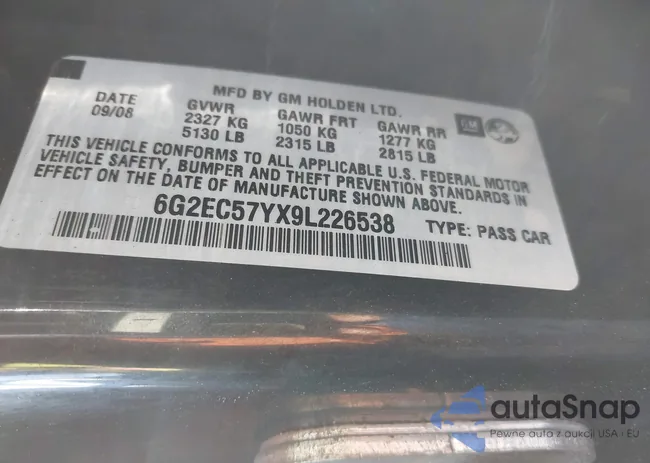 MFD BY GM HOLDEN LTD.
DATE GVWR GAWR FRT GAWR RR
09/08 2327 KG 1050 KG 1277 KG
5130 LB 2315 LB 2815 LB
GM
THIS VEHICLE CONFORMS TO ALL APPLICABLE U.S. FEDERAL MOTOR
VEHICLE SAFETY, BUMPER AND THEFT PREVENTION STANDARDS IN
EFFECT ON THE DATE OF MANUFACTURE SHOWN ABOVE.
6G2EC57YX9L226538 TYPE: PASS CAR
autaSnap
Pewne auta z aukcji USA i EU